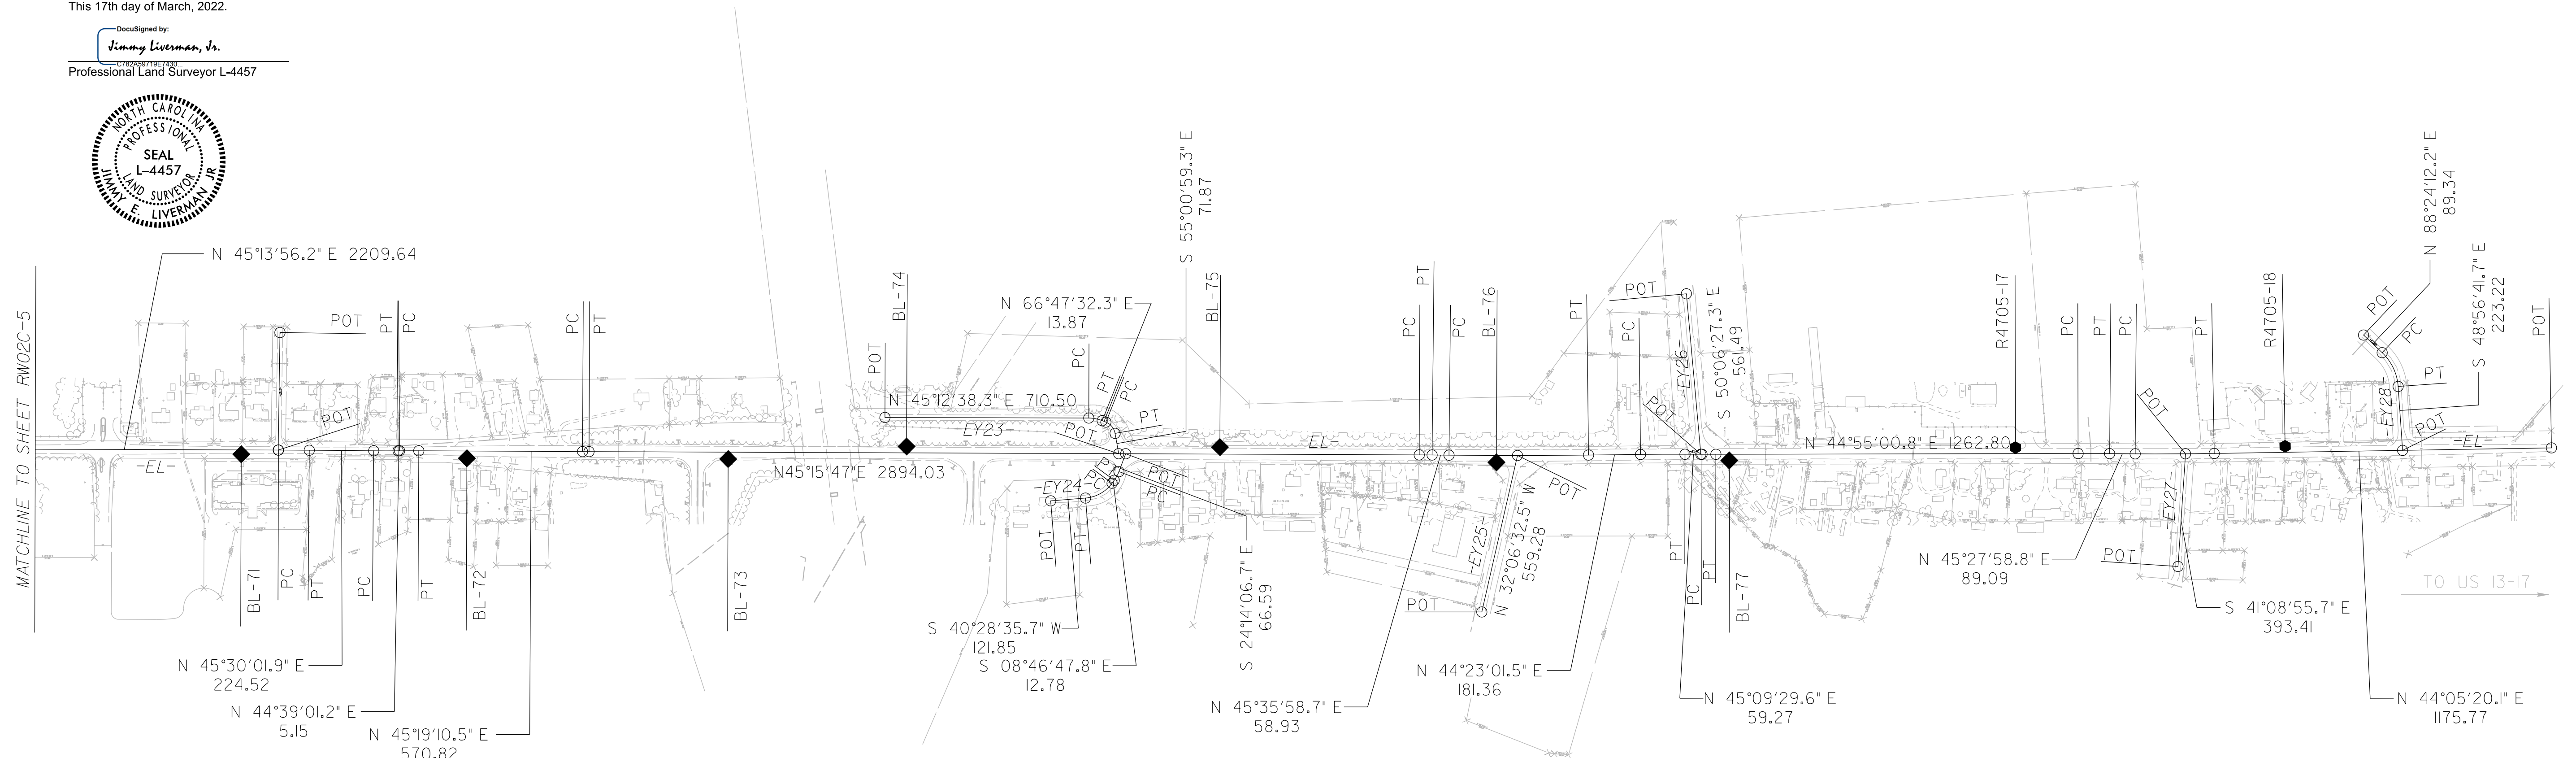 This 17th day of March, 2022.
DocuSigned by:
Jimmy Liverman, Jr.
C782A59719E7430...
Professional Land Surveyor L-4457
NORTH CAROLINA
PROFESSIONAL
SEAL
L-4457
LAND SURVEYOR
JIMMY E. LIVERMAN JR
MATCHLINE TO SHEET RW02C-5
N 45°13'56.2" E 2209.64
-EL-
BL-71
POT
POT
PC
PT
PT
PC
PC
PT
BL-72
N 45°30'01.9" E
224.52
N 44°39'01.2" E
5.15
N 45°19'10.5" E
570.82
PC
PT
BL-73
N45°15'47"E 2894.03
POT
BL-74
N 45°12'38.3" E 710.50
-EY23-
PC
N 66°47'32.3" E
13.87
PT
PC
PT
POT
S 55°00'59.3" E
71.87
BL-75
-EY24-
POT
PT
PC
PT
PC
POT
S 40°28'35.7" W
121.85
S 08°46'47.8" E
12.78
S 24°14'06.7" E
66.59
-EL-
PC
PT
PC
BL-76
N 45°35'58.7" E
58.93
POT
-EY25-
N 32°06'32.5" W
559.28
POT
PT
N 44°23'01.5" E
181.36
PC
POT
-EY26-
S 50°06'27.3" E
561.49
POT
PT
PC
PT
BL-77
N 45°09'29.6" E
59.27
N 44°55'00.8" E 1262.80
R4705-17
PC
PT
PC
N 45°27'58.8" E
89.09
POT
-EY27-
POT
S 41°08'55.7" E
393.41
PT
R4705-18
POT
PC
N 88°24'12.2" E
89.34
PT
-EY28-
S 48°56'41.7" E
223.22
POT
-EL-
POT
TO US 13-17
N 44°05'20.1" E
1175.77